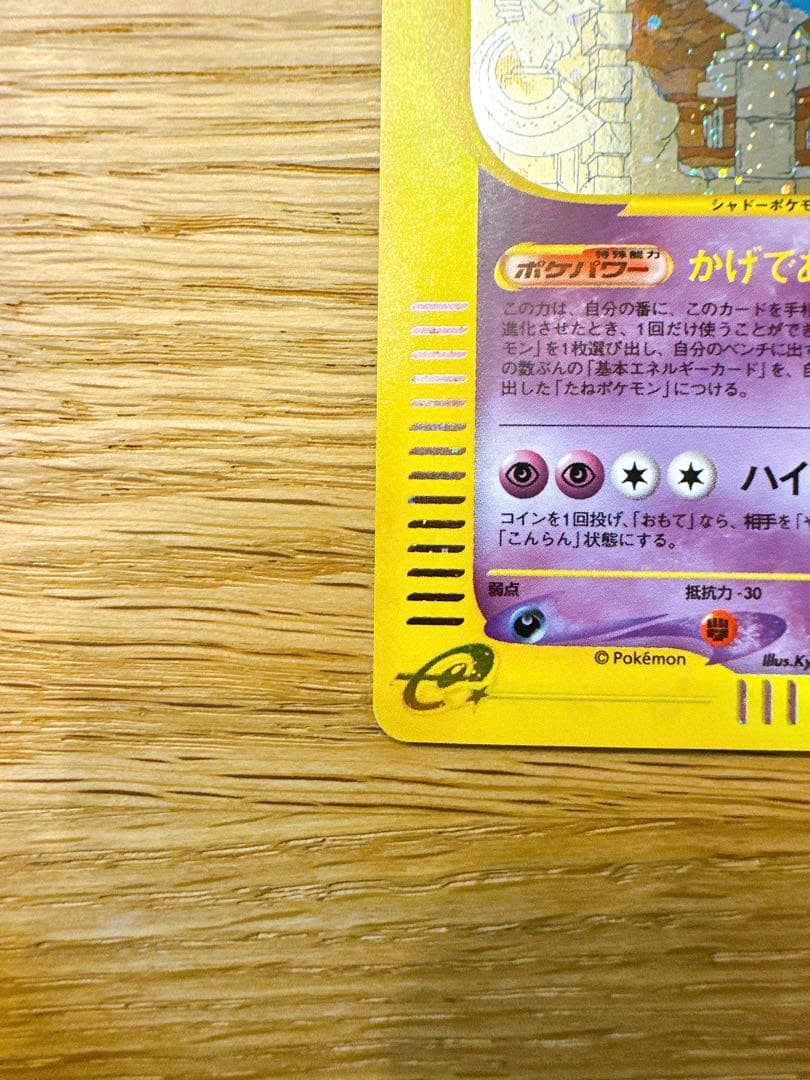 シャドーポケモ
特殊能力
ポケパワー かげであ
この力は、自分の番に、このカードを手札
進化させたとき、1回だけ使うことができ
モン」を1枚選び出し、自分のベンチに出す
の数ぶんの「基本エネルギーカード」を、自
出した「たねポケモン」につける。
ハイ
コインを1回投げ、「おもて」なら、相手を「
「こんらん」状態にする。
弱点 抵抗力 -30
e
© Pokémon Illus.Ky